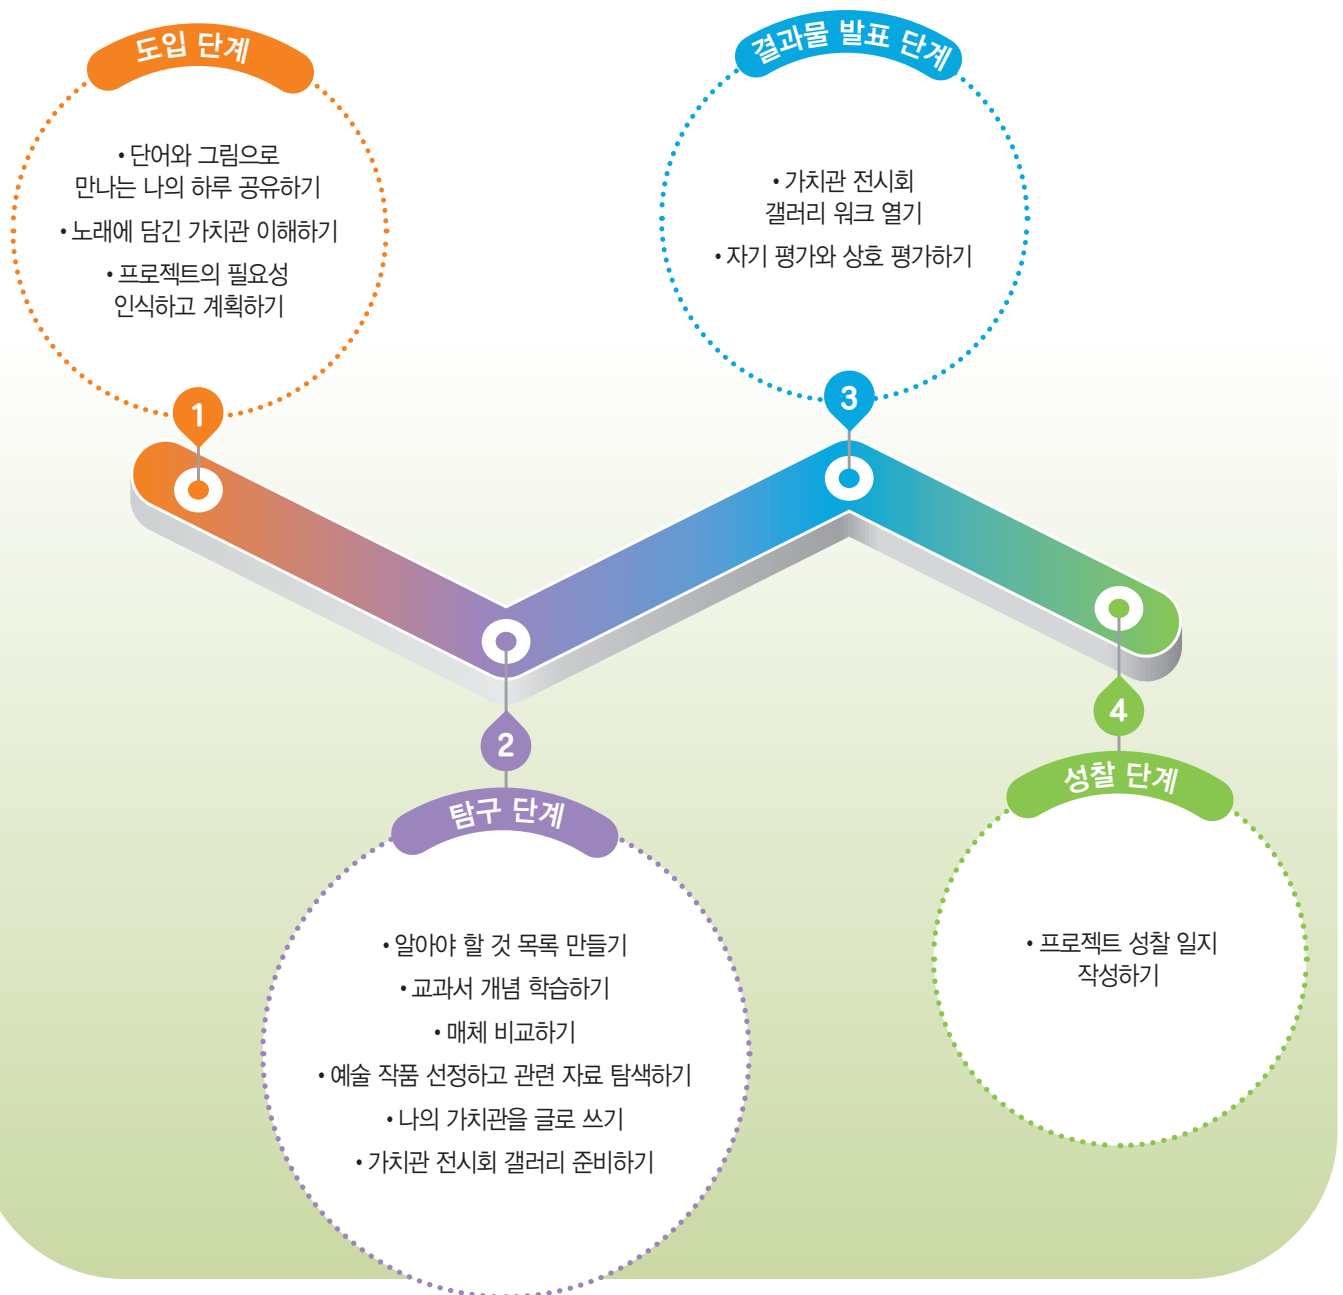 도입 단계
• 단어와 그림으로
만나는 나의 하루 공유하기
• 노래에 담긴 가치관 이해하기
• 프로젝트의 필요성
인식하고 계획하기
1
탐구 단계
2
• 알아야 할 것 목록 만들기
• 교과서 개념 학습하기
• 매체 비교하기
• 예술 작품 선정하고 관련 자료 탐색하기
• 나의 가치관을 글로 쓰기
• 가치관 전시회 갤러리 준비하기
결과물 발표 단계
• 가치관 전시회
갤러리 워크 열기
• 자기 평가와 상호 평가하기
3
4
성찰 단계
• 프로젝트 성찰 일지
작성하기